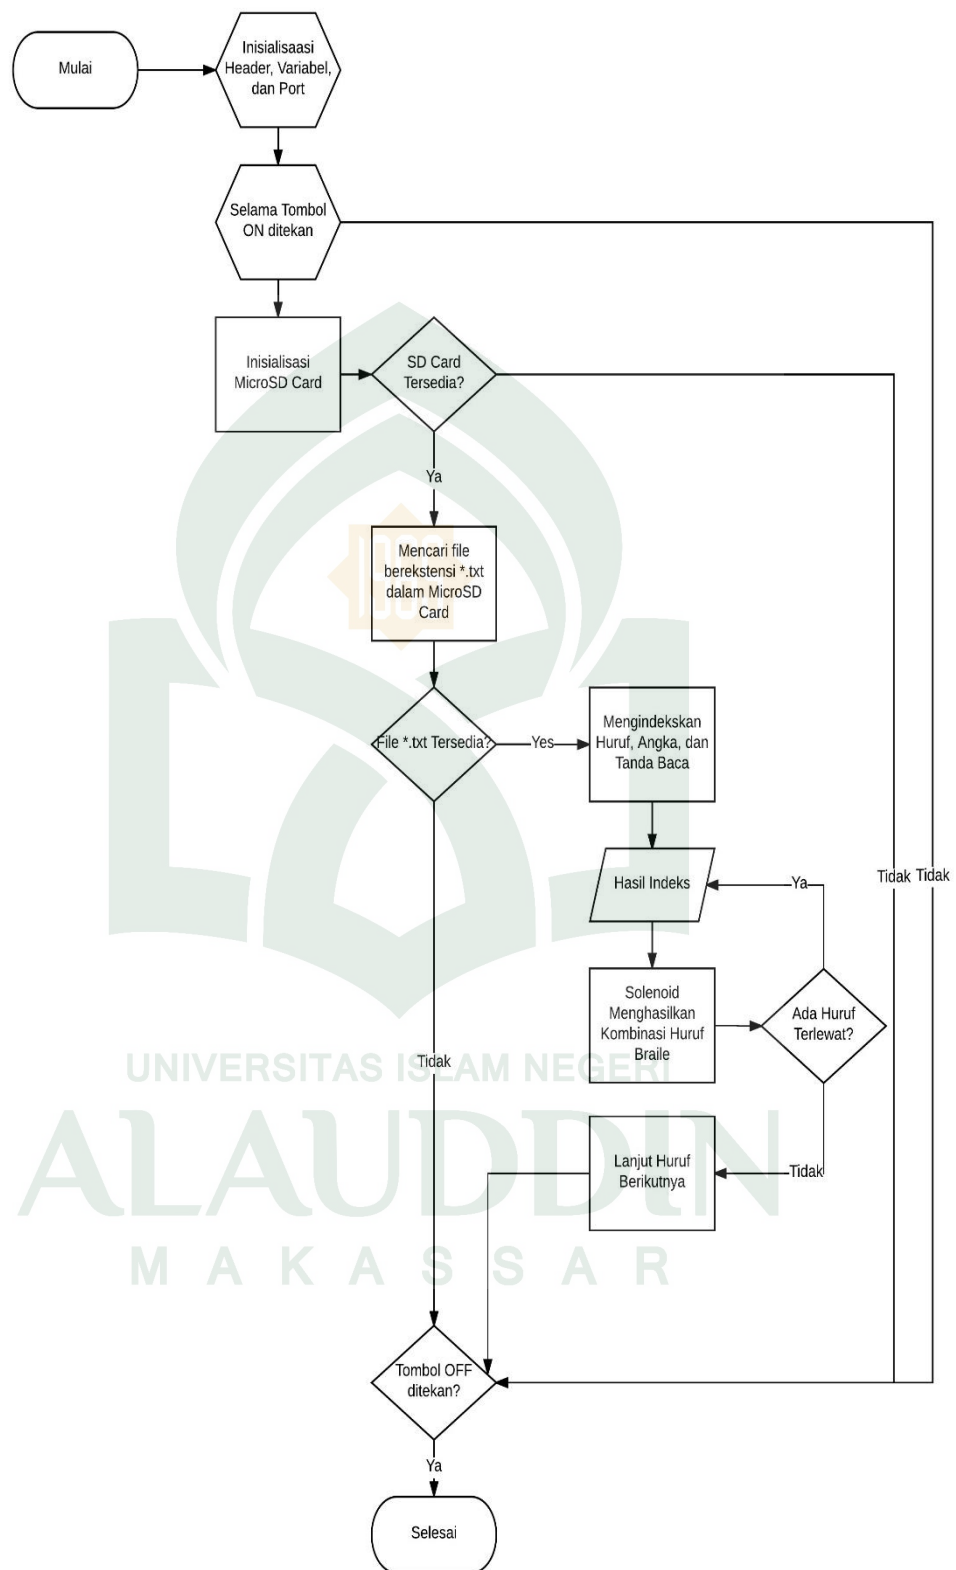 Mulai
Inisialisaasi
Header, Variabel,
dan Port
Selama Tombol
ON ditekan
Inisialisasi
MicroSD Card
SD Card
Tersedia?
Ya
Mencari file
berekstensi *.txt
dalam MicroSD
Card
File *.txt Tersedia?
Yes
Mengindekskan
Huruf, Angka, dan
Tanda Baca
Hasil Indeks
Ya
Tidak
Tidak
Solenoid
Menghasilkan
Kombinasi Huruf
Braile
Ada Huruf
Terlewat?
Tidak
UNIVERSITAS ISLAM NEGERI
ALAUDDIN
MAKASSAR
Lanjut Huruf
Berikutnya
Tidak
Tombol OFF
ditekan?
Ya
Selesai